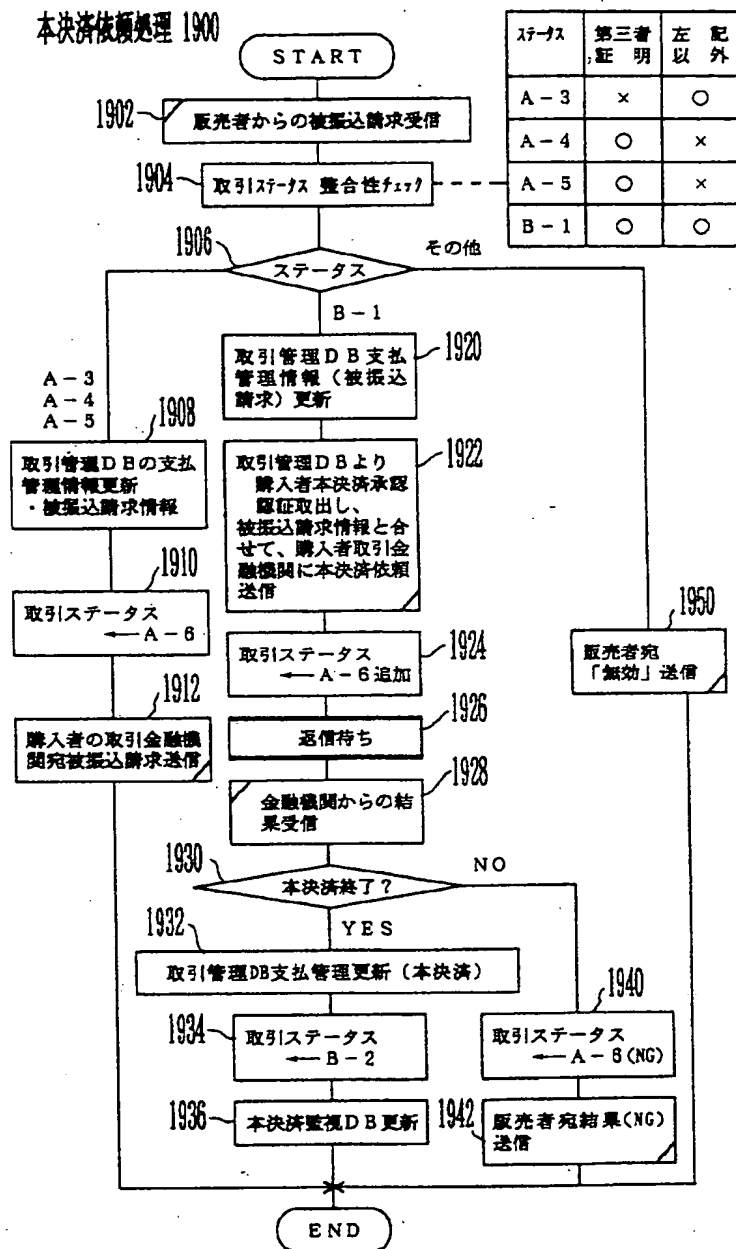 本決済依頼処理 1900
START
ステータス
第三者
証 明
左 記
以 外
A-3 × ○
A-4 ○ ×
A-5 ○ ×
B-1 ○ ○
1902
販売者からの被振込請求受信
1904
取引ステータス 整合性チェック
1906
ステータス
その他
B-1
A-3
A-4
A-5
1908
取引管理DBの支払
管理情報更新
・被振込請求情報
1910
取引ステータス
← A-6
1912
購入者の取引金融機
関宛被振込請求送信
1920
取引管理DB支払
管理情報(被振込
請求)更新
1922
取引管理DBより
購入者本決済承認
認証取出し、
被振込請求情報と合
せて、購入者取引金
融機関に本決済依頼
送信
1924
取引ステータス
← A-6追加
1926
返信待ち
1928
金融機関からの結
果受信
1930
本決済終了?
NO
YES
1932
取引管理DB支払管理更新(本決済)
1934
取引ステータス
← B-2
1936
本決済監視DB更新
1940
取引ステータス
← A-6(NG)
1942
販売者宛結果(NG)
送信
1950
販売者宛
「無効」送信
END